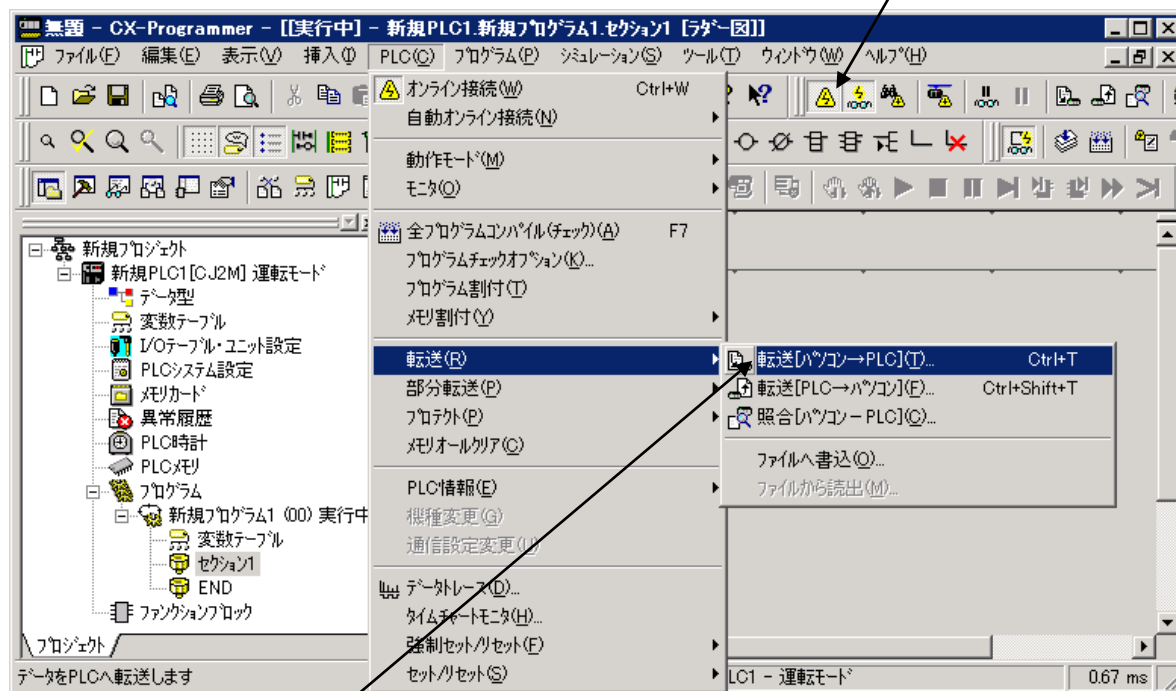 無題 - CX-Programmer - [[実行中] - 新規PLC1.新規プログラム1.セクション1 [ラダー図]]
ファイル(F) 編集(E) 表示(V) 挿入(I) PLC(C) プログラム(P) シミュレーション(S) ツール(T) ウィンドウ(W) ヘルプ(H)
オンライン接続(W) Ctrl+W
自動オンライン接続(N)
動作モード(M)
モニタ(O)
全プログラムコンパイル(チェック)(A) F7
プログラムチェックオプション(K)...
プログラム割付(T)
メモリ割付(Y)
転送(R)
部分転送(P)
プロテクト(P)
メモリオールクリア(C)
PLC情報(E)
機種変更(G)
通信設定変更(U)
データトレース(D)...
タイムチャートモニタ(H)...
強制セット/リセット(F)
セット/リセット(S)
転送[パソコン→PLC](T)... Ctrl+T
転送[PLC→パソコン](F)... Ctrl+Shift+T
照合[パソコン－PLC](C)...
ファイルへ書込(O)...
ファイルから読出(M)...
新規プロジェクト
新規PLC1[CJ2M] 運転モード
データ型
変数テーブル
I/Oテーブル・ユニット設定
PLCシステム設定
メモリカード
異常履歴
PLC時計
PLCメモリ
プログラム
新規プログラム1 (00) 実行中
変数テーブル
セクション1
END
ファンクションブロック
プロジェクト
データをPLCへ転送します
LC1 - 運転モード
0.67 ms